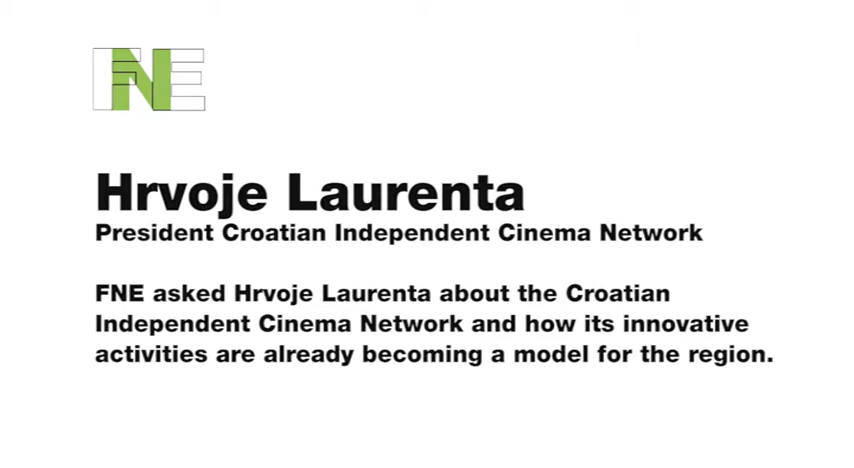 FNE
Hrvoje Laurenta
President Croatian Independent Cinema Network
FNE asked Hrvoje Laurenta about the Croatian
Independent Cinema Network and how its innovative
activities are already becoming a model for the region.